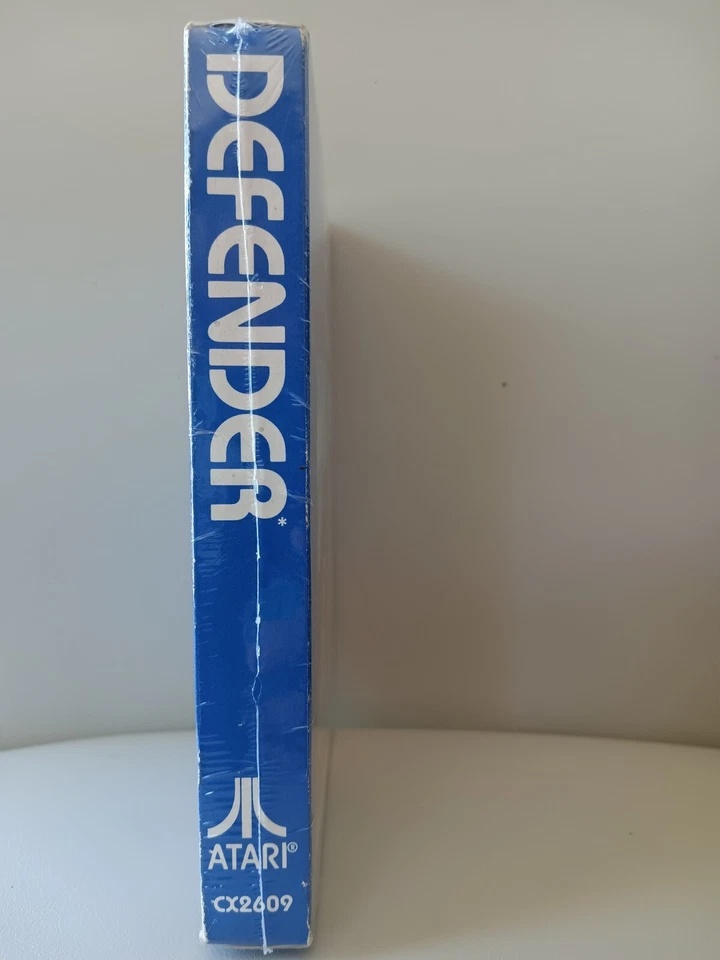 DEFENDER*
ATARI®
CX2609